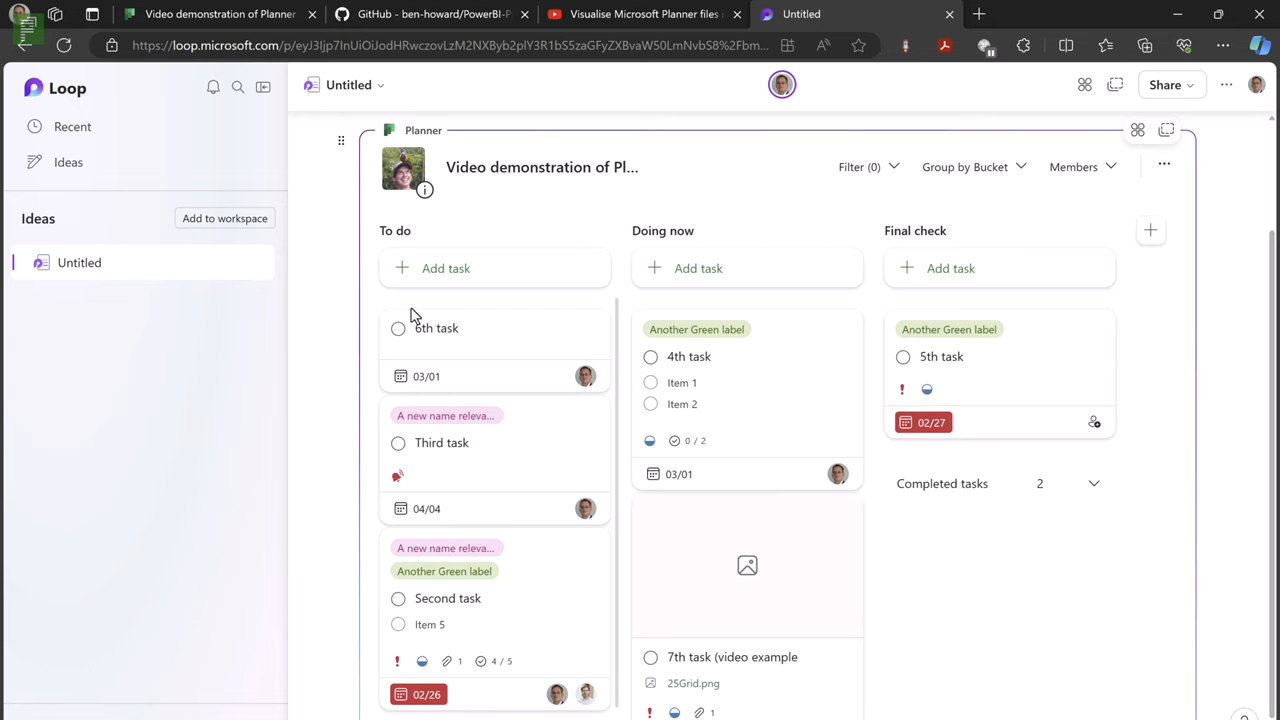 Video demonstration of Planner
GitHub - ben-howard/PowerBI-P
Visualise Microsoft Planner files
Untitled
https://loop.microsoft.com/p/eyJ3Ijp7InUiOiJodHRwczovLzM2NXByb2plY3R1bS5zaGFyZXBvaW50LmNvbS8%2Fbm...
Loop
Untitled
Share
Recent
Ideas
Ideas
Add to workspace
Untitled
Planner
Video demonstration of Pl...
Filter (0)
Group by Bucket
Members
To do
Doing now
Final check
Add task
Add task
Add task
6th task
03/01
A new name releva...
Third task
04/04
A new name releva...
Another Green label
Second task
Item 5
1
4 / 5
02/26
Another Green label
4th task
Item 1
Item 2
0 / 2
03/01
7th task (video example
25Grid.png
1
Another Green label
5th task
02/27
Completed tasks 2